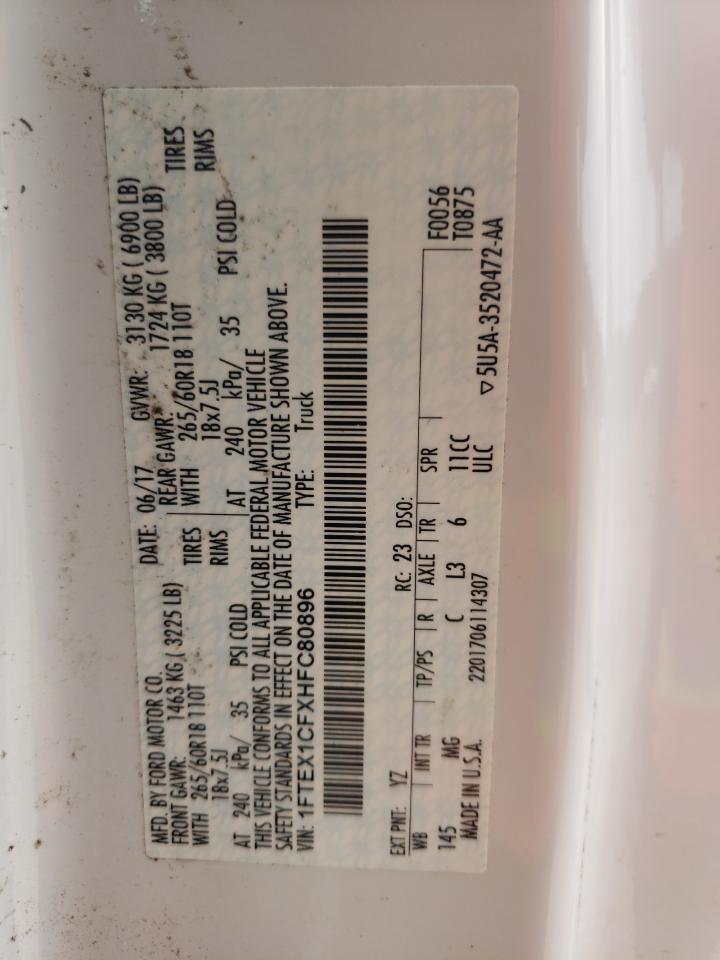 MFD. BY FORD MOTOR CO.
DATE: 06/17 GVWR: 3130 KG ( 6900 LB)
FRONT GAWR: 1463 KG ( 3225 LB) REAR GAWR: 1724 KG ( 3800 LB)
WITH 265/60R18 110T TIRES WITH 265/60R18 110T TIRES
18x7.5J RIMS 18x7.5J RIMS
AT 240 kPa/ 35 PSI COLD AT 240 kPa/ 35 PSI COLD
THIS VEHICLE CONFORMS TO ALL APPLICABLE FEDERAL MOTOR VEHICLE
SAFETY STANDARDS IN EFFECT ON THE DATE OF MANUFACTURE SHOWN ABOVE.
VIN: 1FTEX1CFXHFC80896 TYPE: Truck
EXT PNT: YZ RC: 23 DSO: F0056
WB INT TR TP/PS R AXLE TR SPR T0875
145 MG C L3 6 11CC
MADE IN U.S.A. 2201706114307 ULC ▽5U5A-3520472-AA